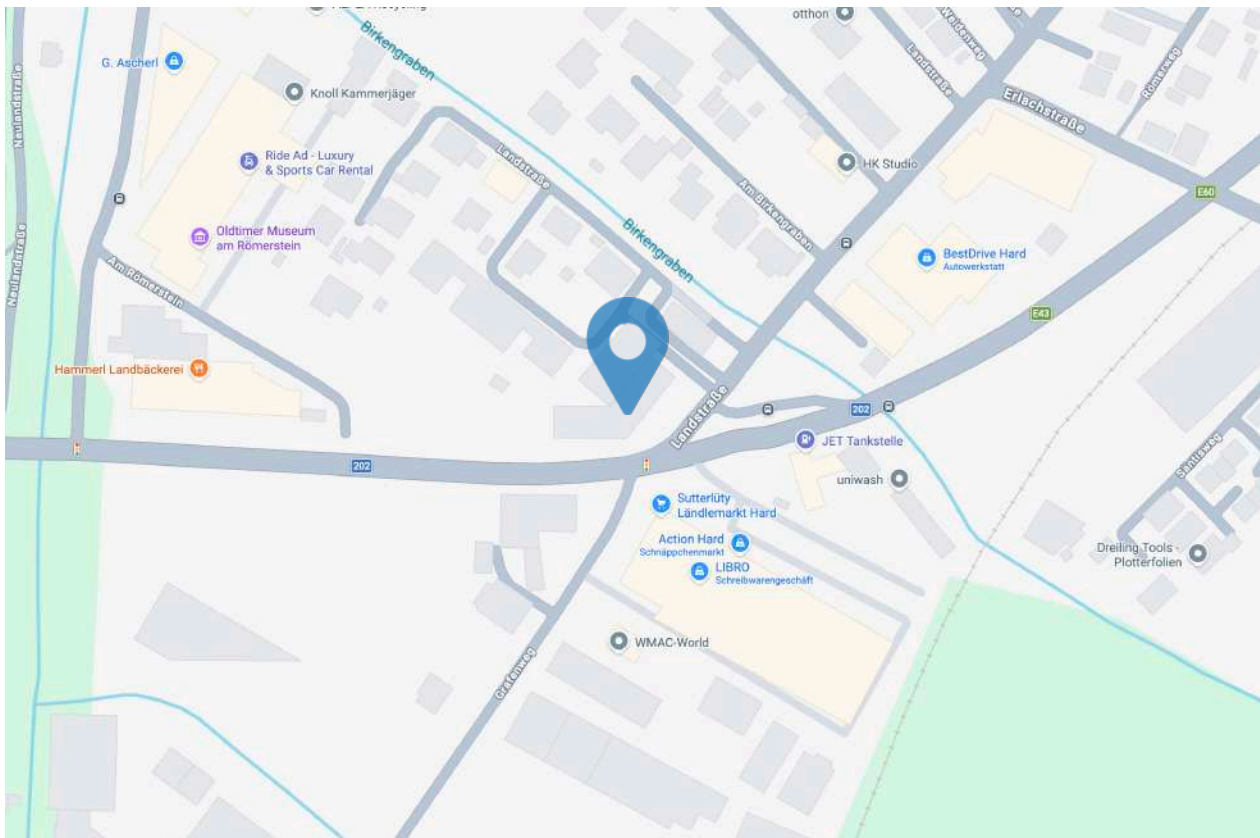 otthon
Birkengraben
G. Ascherl
Knoll Kammerjäger
Neulandstraße
Landstraße
Weidenweg
Römerweg
Erlachstraße
Ride Ad - Luxury
& Sports Car Rental
Landstraße
HK Studio
E60
Oldtimer Museum
am Römerstein
Am Birkengraben
Birkengraben
Neulandstraße
Am Römerstein
BestDrive Hard
Autowerkstatt
E43
Hammerl Landbäckerei
Landstraße
202
JET Tankstelle
202
uniwash
Säntisweg
Sutterlüty
Ländlemarkt Hard
Action Hard
Schnäppchenmarkt
LIBRO
Schreibwarengeschäft
Dreiling Tools -
Plotterfolien
WMAC-World
Grafenweg